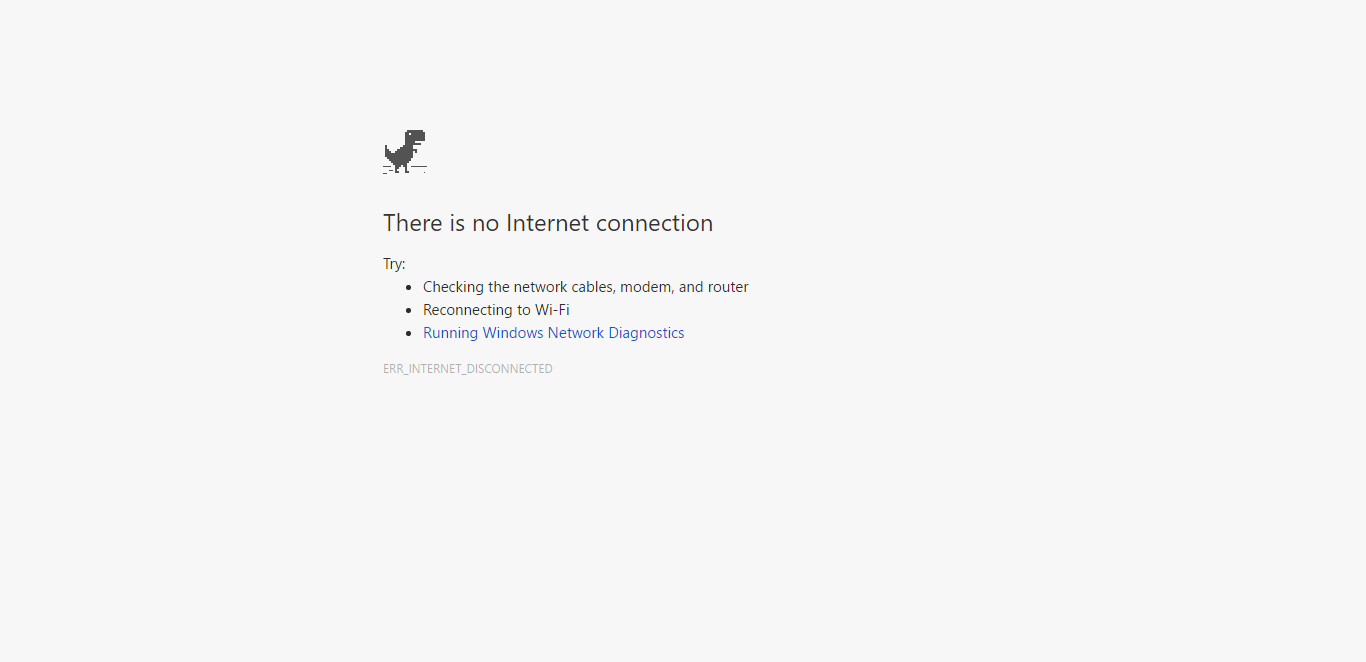 There is no Internet connection
Try:
Checking the network cables, modem, and router
Reconnecting to Wi-Fi
Running Windows Network Diagnostics
ERR_INTERNET_DISCONNECTED